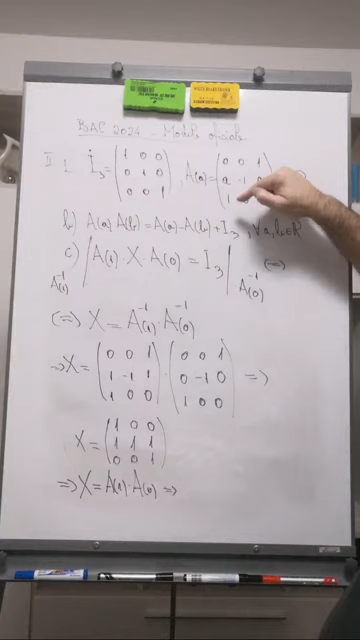 BAC 2024 - Modele oficiale
II 1. I₃ = (1 0 0; 0 1 0; 0 0 1), A(a) = (0 0 1; a -1 ; 1
b) A(a) A(b) = A(a) - A(b) + I₃, ∀ a, b ∈ R
c) A⁻¹(1) · | A(1) · X · A(0) = I₃ | · A⁻¹(0) (=)
(=) X = A⁻¹(1) · A⁻¹(0)
=> X = (0 0 1; 1 -1 1; 1 0 0) · (0 0 1; 0 -1 0; 1 0 0) =>
X = (1 0 0; 1 1 1; 0 0 1)
=> X = A(1) · A(0) =>